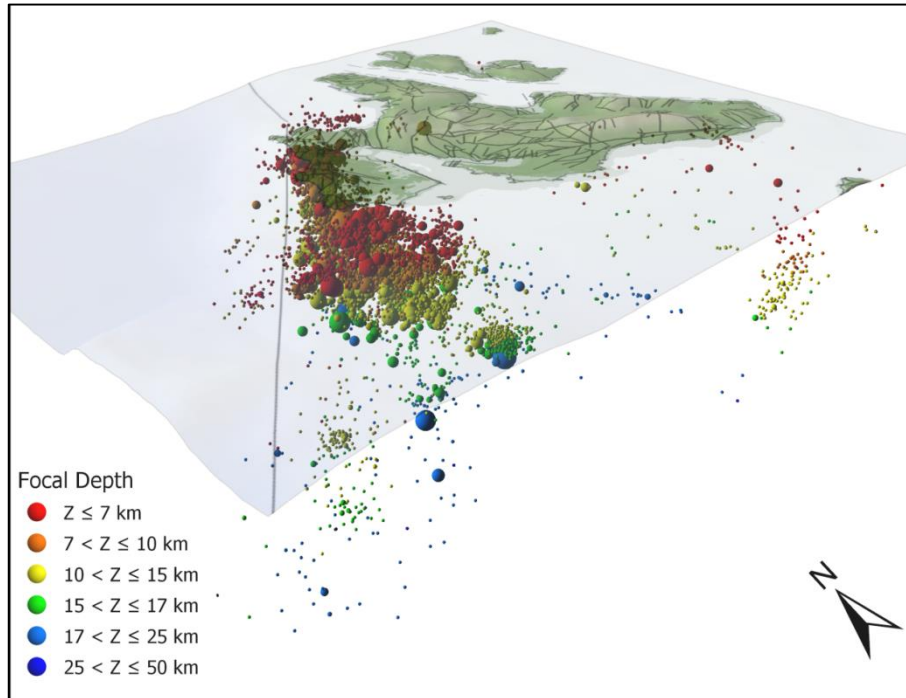 Focal Depth
Z ≤ 7 km
7 < Z ≤ 10 km
10 < Z ≤ 15 km
15 < Z ≤ 17 km
17 < Z ≤ 25 km
25 < Z ≤ 50 km
N